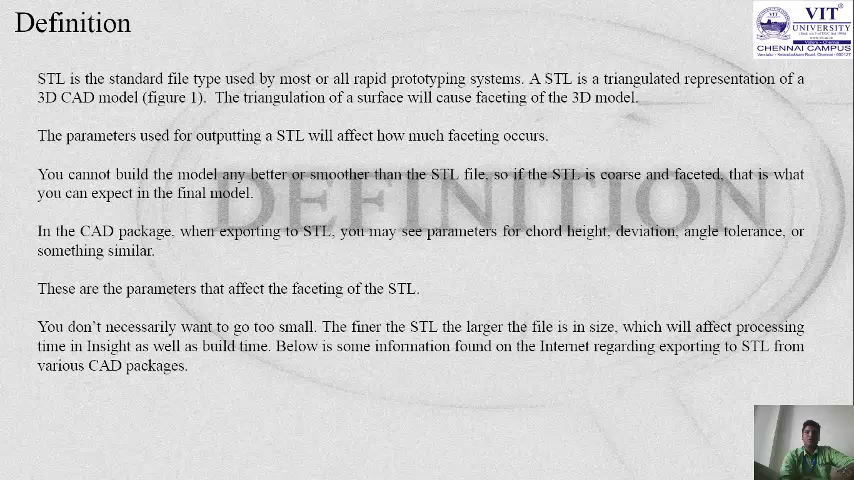 Definition
VIT
UNIVERSITY
CHENNAI CAMPUS
STL is the standard file type used by most or all rapid prototyping systems. A STL is a triangulated representation of a
3D CAD model (figure 1). The triangulation of a surface will cause faceting of the 3D model.
The parameters used for outputting a STL will affect how much faceting occurs.
You cannot build the model any better or smoother than the STL file, so if the STL is coarse and faceted, that is what
you can expect in the final model.
DEFINITION
In the CAD package, when exporting to STL, you may see parameters for chord height, deviation, angle tolerance, or
something similar.
These are the parameters that affect the faceting of the STL.
You don’t necessarily want to go too small. The finer the STL the larger the file is in size, which will affect processing
time in Insight as well as build time. Below is some information found on the Internet regarding exporting to STL from
various CAD packages.